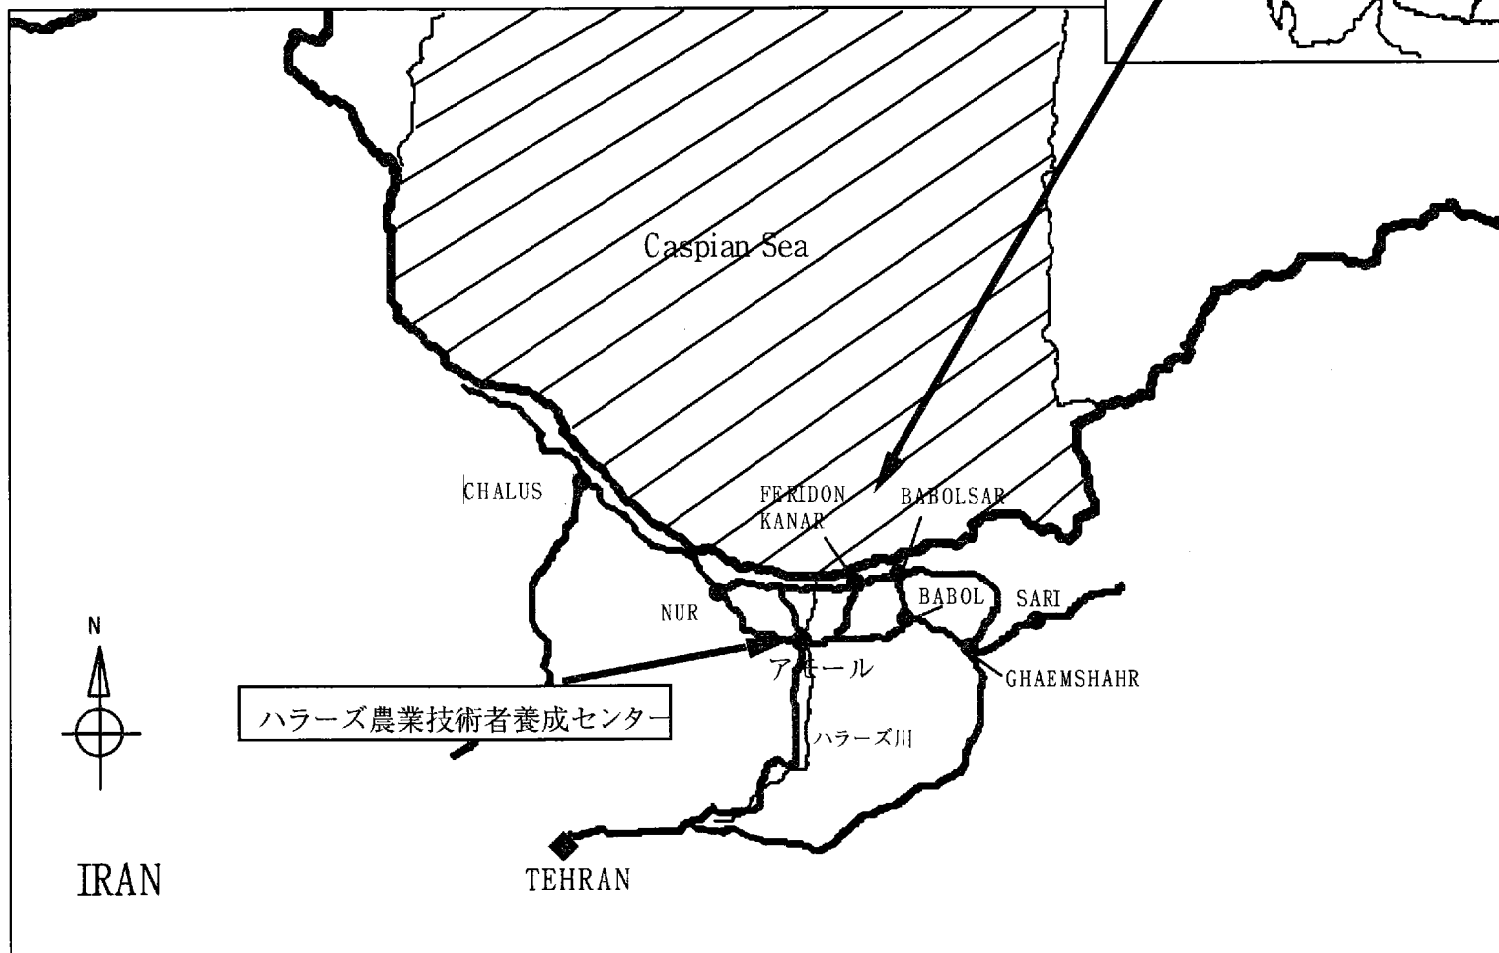 Caspian Sea
CHALUS
FERIDON
KANAR
BABOLSAR
NUR
BABOL
SARI
アモール
GHAEMSHAHR
N
ハラーズ農業技術者養成センター
ハラーズ川
IRAN
TEHRAN